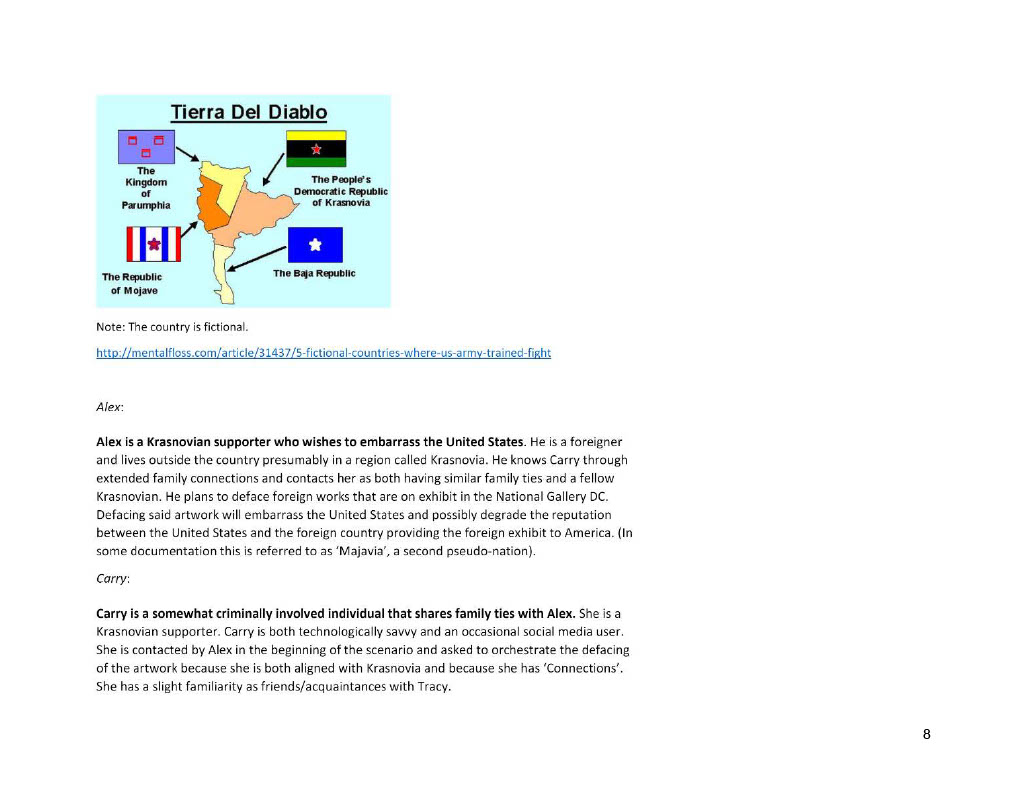 Tierra Del Diablo
The
Kingdom
of
Parumphia
The People's
Democratic Republic
of Krasnovia
The Republic
of Mojave
The Baja Republic
Note: The country is fictional.
http://mentalfloss.com/article/31437/5-fictional-countries-where-us-army-trained-fight
Alex:
Alex is a Krasnovian supporter who wishes to embarrass the United States. He is a foreigner
and lives outside the country presumably in a region called Krasnovia. He knows Carry through
extended family connections and contacts her as both having similar family ties and a fellow
Krasnovian. He plans to deface foreign works that are on exhibit in the National Gallery DC.
Defacing said artwork will embarrass the United States and possibly degrade the reputation
between the United States and the foreign country providing the foreign exhibit to America. (In
some documentation this is referred to as 'Majavia', a second pseudo-nation).
Carry:
Carry is a somewhat criminally involved individual that shares family ties with Alex. She is a
Krasnovian supporter. Carry is both technologically savvy and an occasional social media user.
She is contacted by Alex in the beginning of the scenario and asked to orchestrate the defacing
of the artwork because she is both aligned with Krasnovia and because she has 'Connections'.
She has a slight familiarity as friends/acquaintances with Tracy.
8